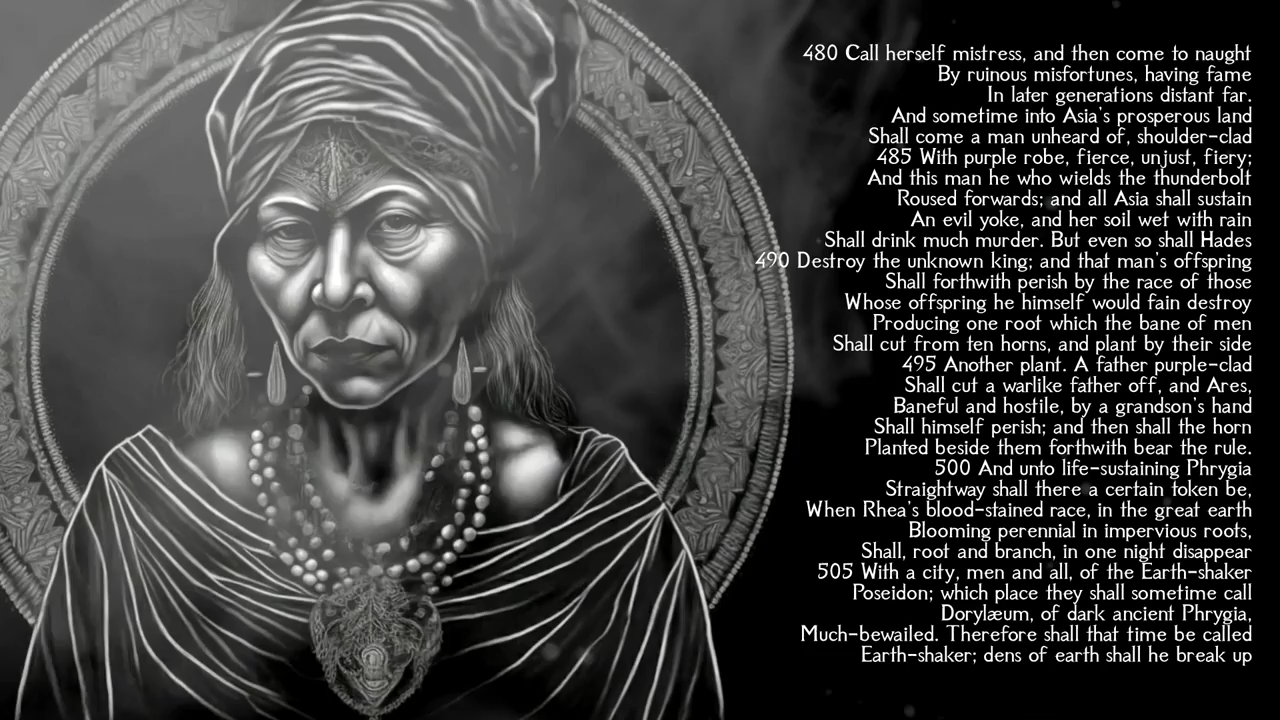 480 Call herself mistress, and then come to naught
By ruinous misfortunes, having fame
In later generations distant far.
And sometime into Asia's prosperous land
Shall come a man unheard of, shoulder-clad
485 With purple robe, fierce, unjust, fiery;
And this man he who wields the thunderbolt
Roused forwards; and all Asia shall sustain
An evil yoke, and her soil wet with rain
Shall drink much murder. But even so shall Hades
490 Destroy the unknown king; and that man's offspring
Shall forthwith perish by the race of those
Whose offspring he himself would fain destroy
Producing one root which the bane of men
Shall cut from ten horns, and plant by their side
495 Another plant. A father purple-clad
Shall cut a warlike father off, and Ares,
Baneful and hostile, by a grandson's hand
Shall himself perish; and then shall the horn
Planted beside them forthwith bear the rule.
500 And unto life-sustaining Phrygia
Straightway shall there a certain token be,
When Rhea's blood-stained race, in the great earth
Blooming perennial in impervious roots,
Shall, root and branch, in one night disappear
505 With a city, men and all, of the Earth-shaker
Poseidon; which place they shall sometime call
Dorylæum, of dark ancient Phrygia,
Much-bewailed. Therefore shall that time be called
Earth-shaker; dens of earth shall he break up